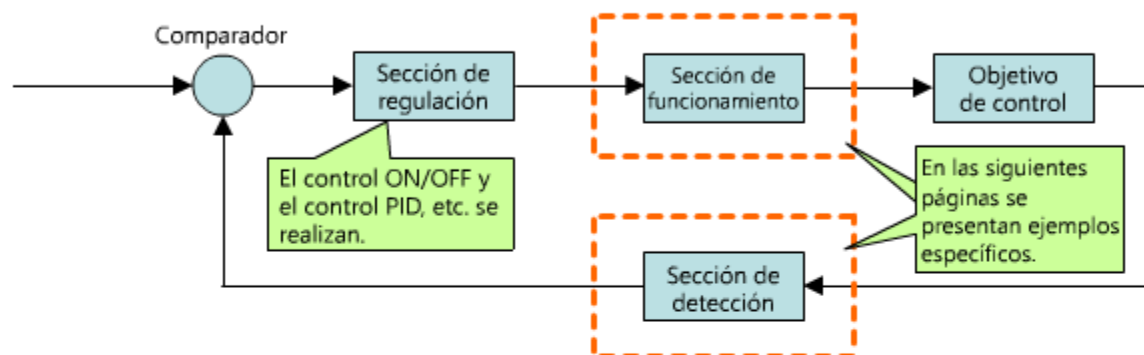 Comparador
Sección de
regulación
Sección de
funcionamiento
Objetivo
de control
El control ON/OFF y
el control PID, etc. se
realizan.
En las siguientes
páginas se
presentan ejemplos
específicos.
Sección de
detección